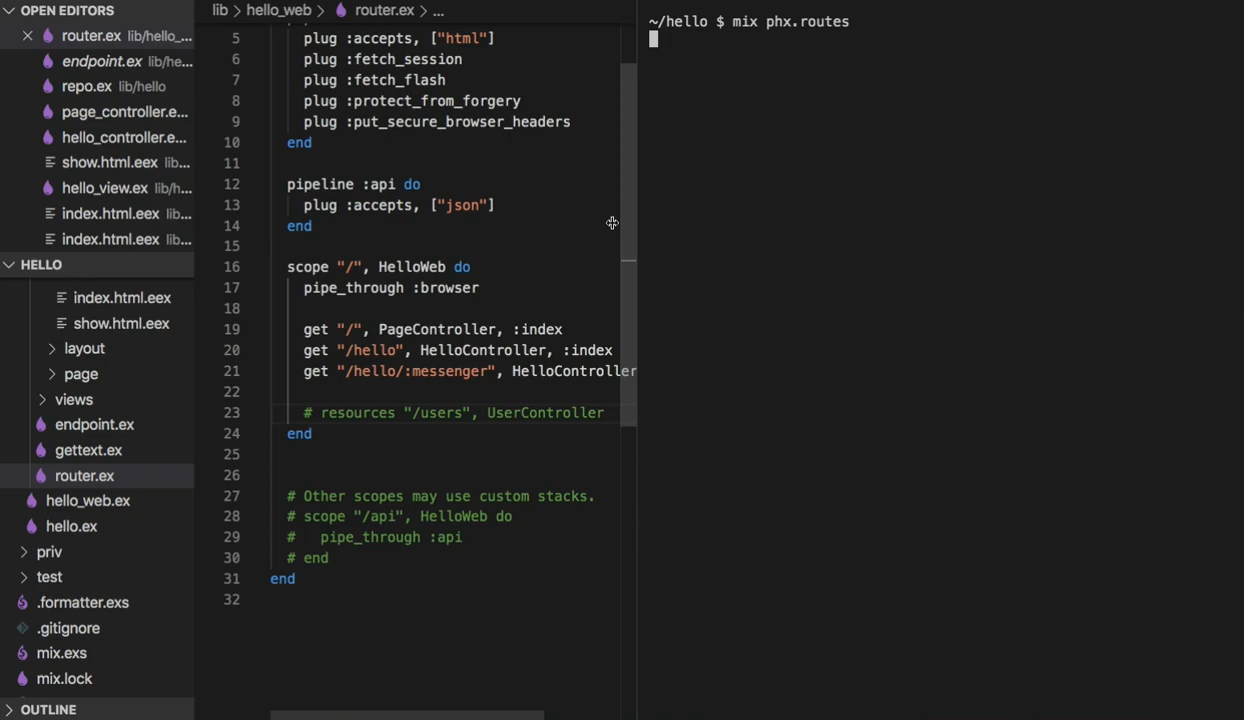 OPEN EDITORS
router.ex lib/hello_...
endpoint.ex lib/he...
repo.ex lib/hello
page_controller.e...
hello_controller.e...
show.html.eex lib...
hello_view.ex lib/h...
index.html.eex lib...
index.html.eex lib...
HELLO
index.html.eex
show.html.eex
layout
page
views
endpoint.ex
gettext.ex
router.ex
hello_web.ex
hello.ex
priv
test
.formatter.exs
.gitignore
mix.exs
mix.lock
OUTLINE
lib > hello_web > router.ex > ...
5 plug :accepts, ["html"]
6 plug :fetch_session
7 plug :fetch_flash
8 plug :protect_from_forgery
9 plug :put_secure_browser_headers
10 end
11
12 pipeline :api do
13 plug :accepts, ["json"]
14 end
15
16 scope "/", HelloWeb do
17 pipe_through :browser
18
19 get "/", PageController, :index
20 get "/hello", HelloController, :index
21 get "/hello/:messenger", HelloController
22
23 # resources "/users", UserController
24 end
25
26
27 # Other scopes may use custom stacks.
28 # scope "/api", HelloWeb do
29 #   pipe_through :api
30 # end
31 end
32
~/hello $ mix phx.routes